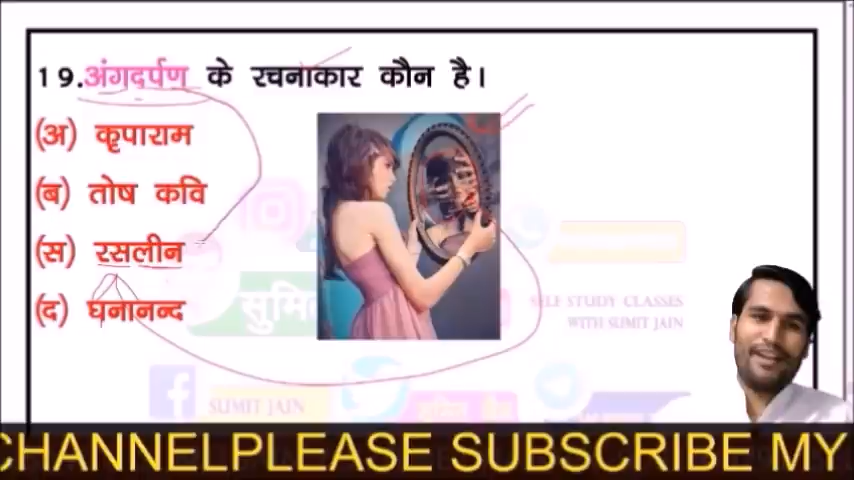 19.अंगदर्पण के रचनाकार कौन है।
(अ) कृपाराम
(ब) तोष कवि
(स) रसलीन
(द) घनानन्द
सुमि
SELF STUDY CLASSES
WITH SUMIT JAIN
SUMIT JAIN
CHANNELPLEASE SUBSCRIBE MY